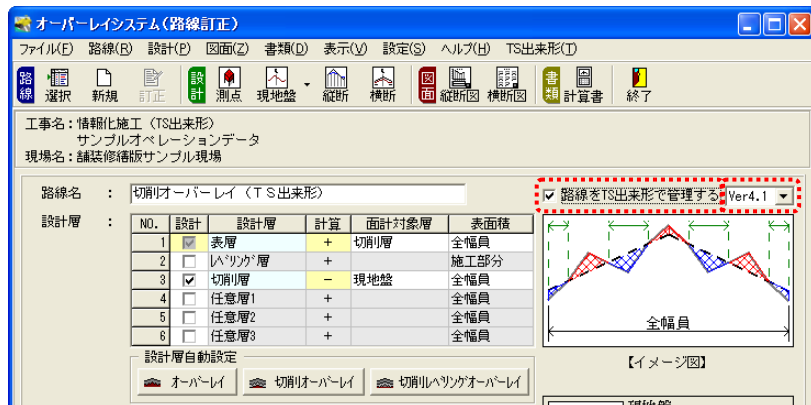 オーバーレイシステム(路線訂正)
ファイル(F) 路線(R) 設計(P) 図面(Z) 書類(D) 表示(V) 設定(S) ヘルプ(H) TS出来形(T)
路線 選択 新規 訂正 設計 測点 現地盤 縦断 横断 図面 縦断図 横断図 書類 計算書 終了
工事名:情報化施工(TS出来形)
サンプルオペレーションデータ
現場名:舗装修繕版サンプル現場
路線名 : 切削オーバーレイ(TS出来形)
路線をTS出来形で管理する Ver4.1
設計層 :
NO. 設計 設計層 計算 面計対象層 表面積
1 表層 + 切削層 全幅員
2 レベリング層 + 施工部分
3 切削層 - 現地盤 全幅員
4 任意層1 + 全幅員
5 任意層2 + 全幅員
6 任意層3 + 全幅員
全幅員
【イメージ図】
設計層自動設定
オーバーレイ 切削オーバーレイ 切削レベリングオーバーレイ